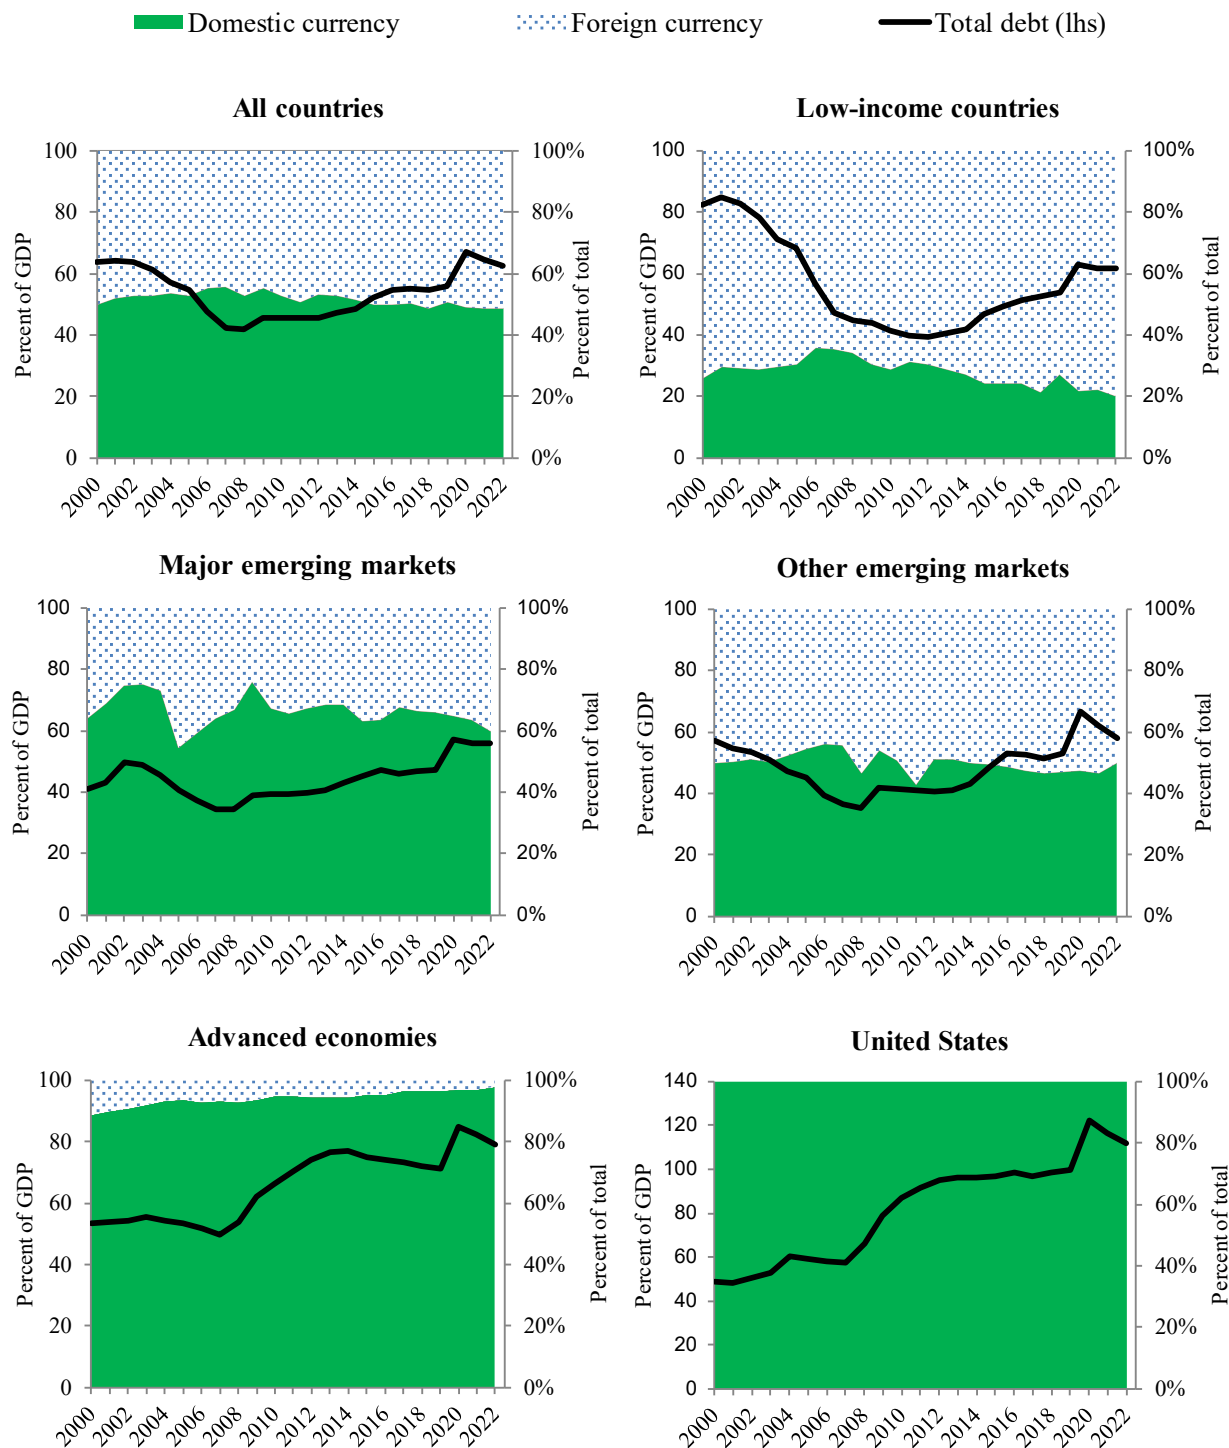 Domestic currency Foreign currency Total debt (lhs)
All countries
Percent of GDP
100
80
60
40
20
0
100%
80%
60%
40%
20%
0%
Percent of total
2000 2002 2004 2006 2008 2010 2012 2014 2016 2018 2020 2022
Low-income countries
Percent of GDP
100
80
60
40
20
0
100%
80%
60%
40%
20%
0%
Percent of total
2000 2002 2004 2006 2008 2010 2012 2014 2016 2018 2020 2022
Major emerging markets
Percent of GDP
100
80
60
40
20
0
100%
80%
60%
40%
20%
0%
Percent of total
2000 2002 2004 2006 2008 2010 2012 2014 2016 2018 2020 2022
Other emerging markets
Percent of GDP
100
80
60
40
20
0
100%
80%
60%
40%
20%
0%
Percent of total
2000 2002 2004 2006 2008 2010 2012 2014 2016 2018 2020 2022
Advanced economies
Percent of GDP
100
80
60
40
20
0
100%
80%
60%
40%
20%
0%
Percent of total
2000 2002 2004 2006 2008 2010 2012 2014 2016 2018 2020 2022
United States
Percent of GDP
140
120
100
80
60
40
20
0
100%
80%
60%
40%
20%
0%
Percent of total
2000 2002 2004 2006 2008 2010 2012 2014 2016 2018 2020 2022